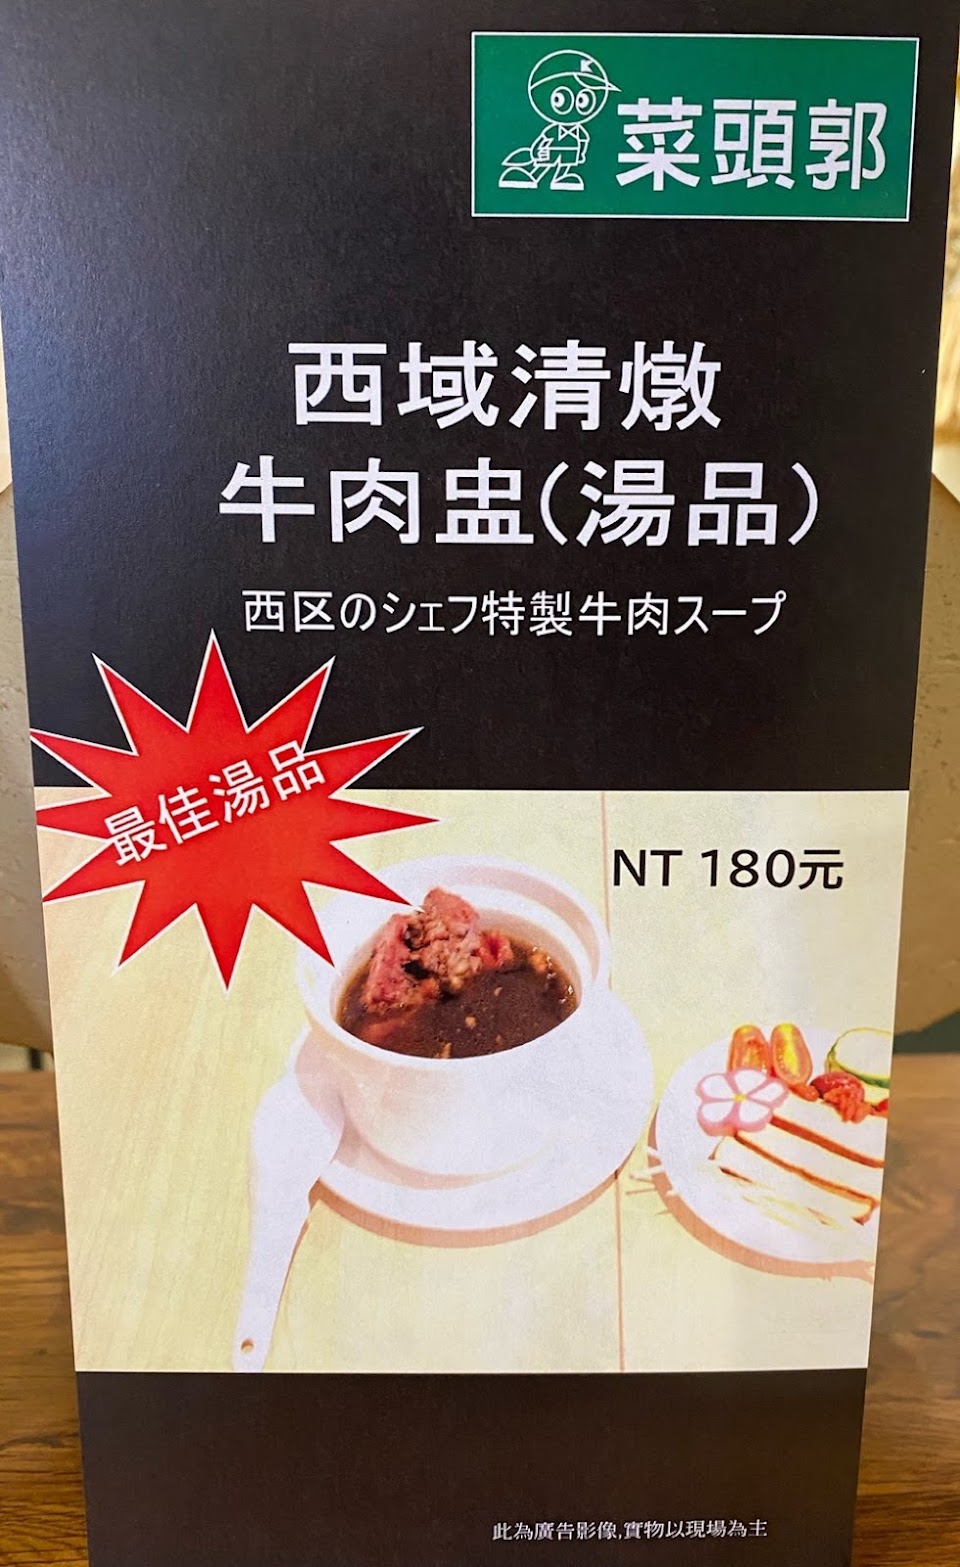 菜頭郭
西域清燉
牛肉盅(湯品)
西区のシェフ特製牛肉スープ
最佳湯品
NT 180元
此為廣告影像,實物以現場為主